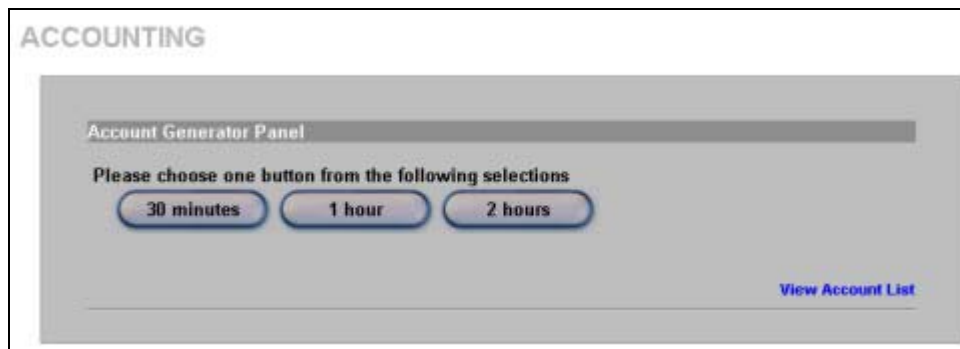 ACCOUNTING
Account Generator Panel
Please choose one button from the following selections
30 minutes 1 hour 2 hours
View Account List